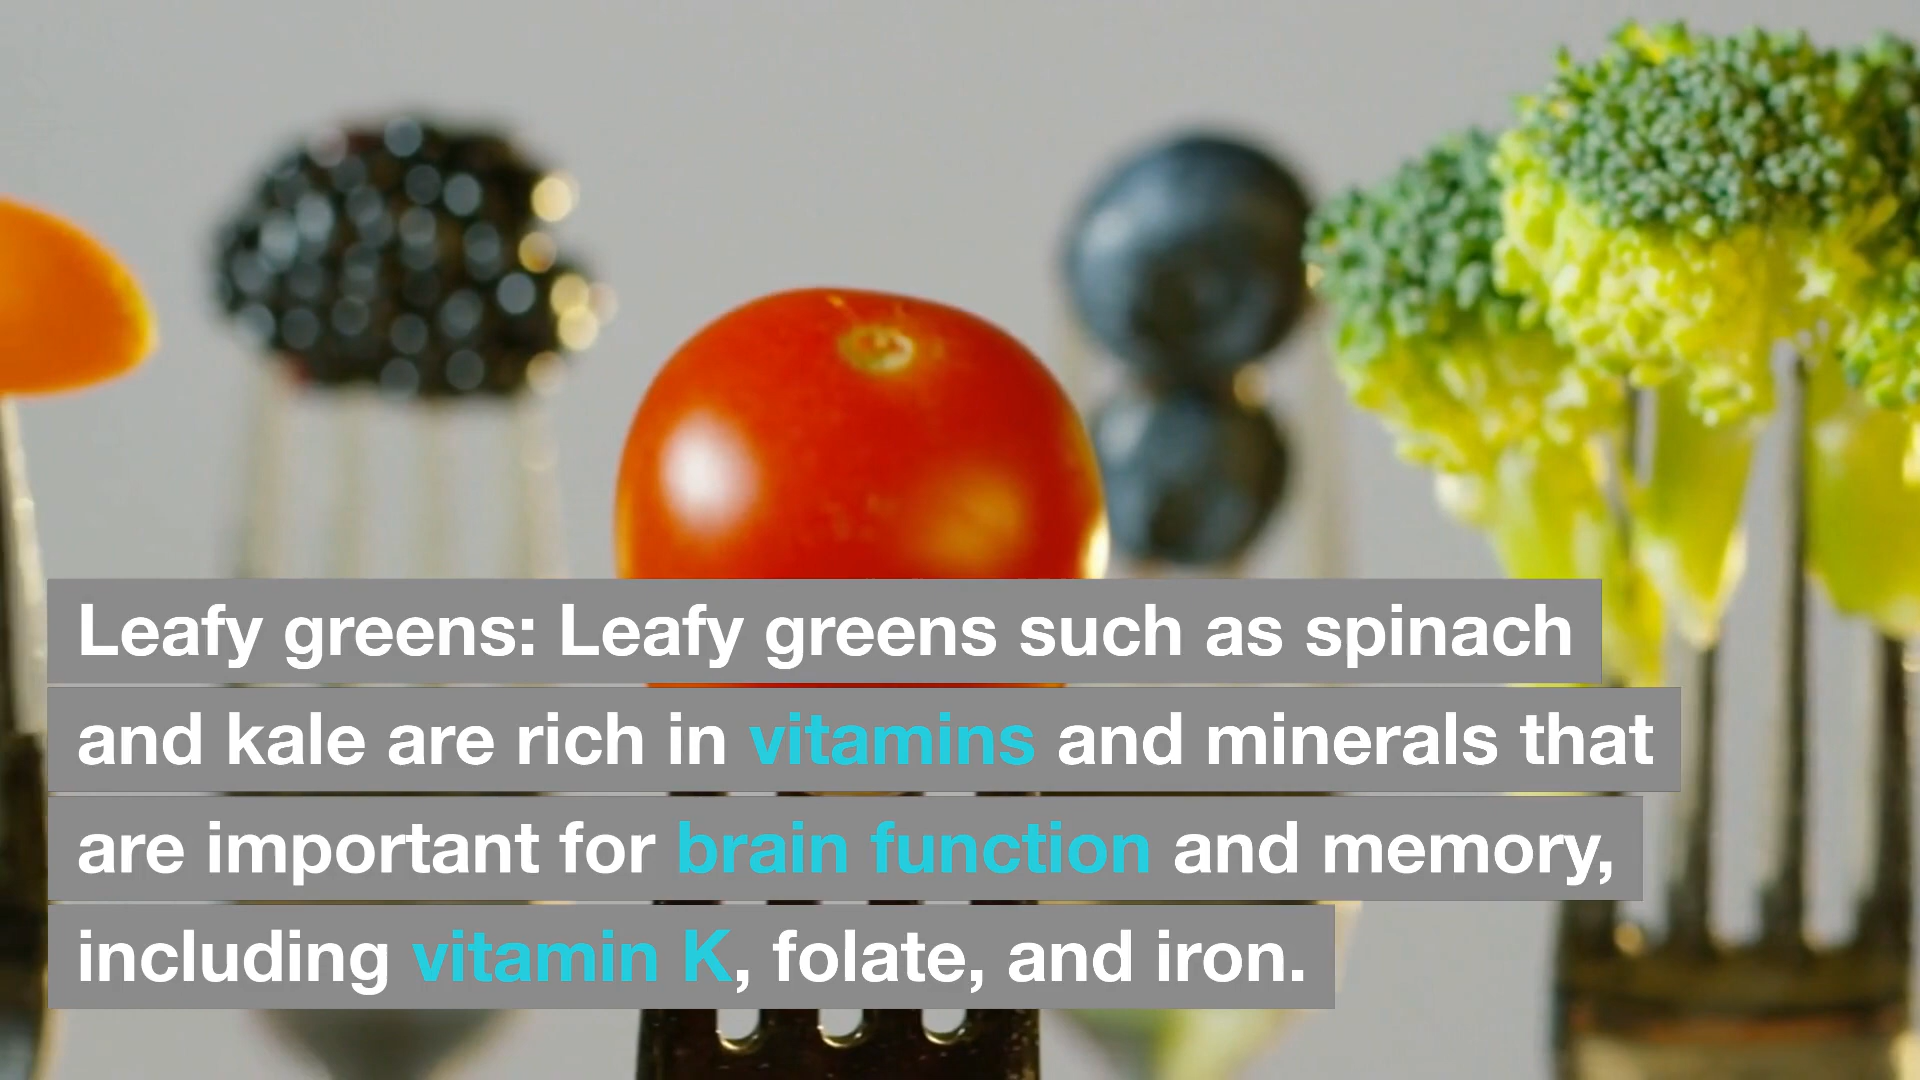 Leafy greens: Leafy greens such as spinach
and kale are rich in vitamins and minerals that
are important for brain function and memory,
including vitamin K, folate, and iron.